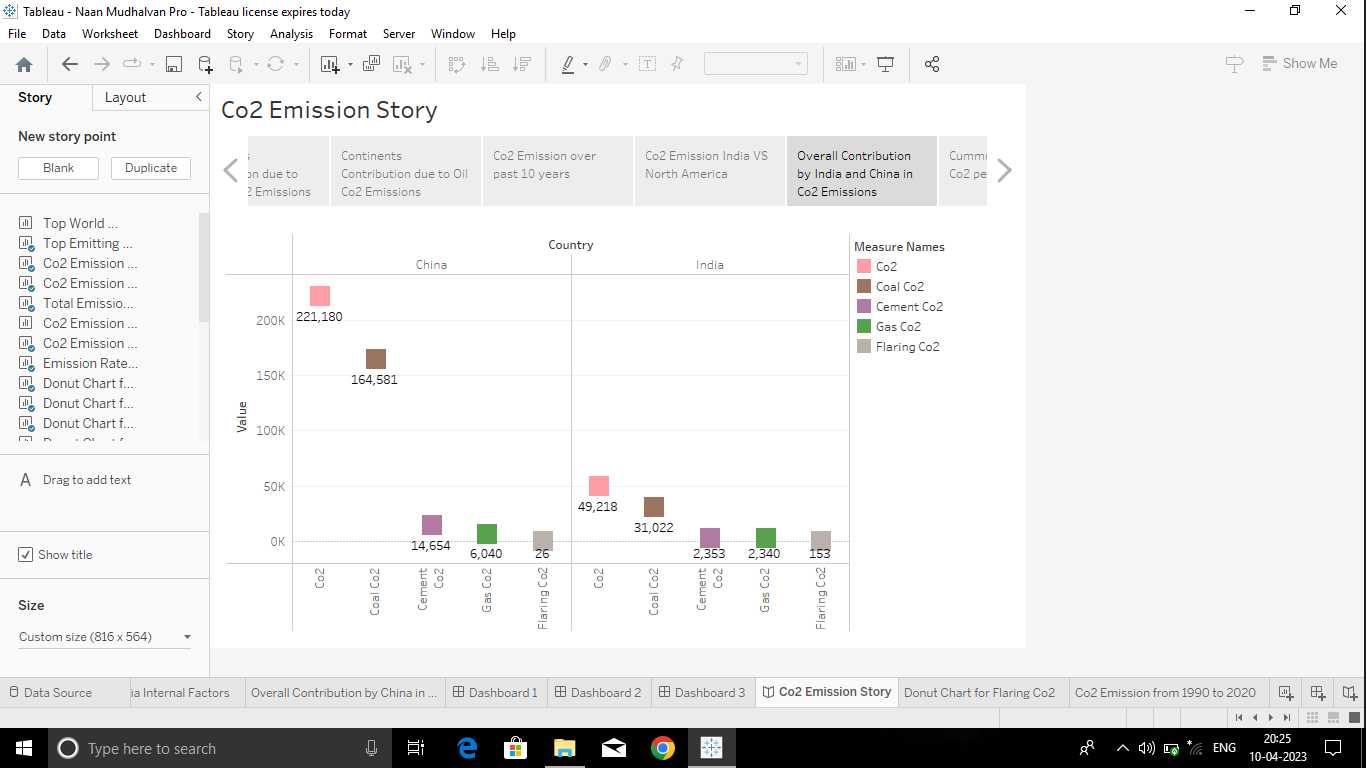 Tableau - Naan Mudhalvan Pro - Tableau license expires today
File Data Worksheet Dashboard Story Analysis Format Server Window Help
Show Me
Story Layout
New story point
Blank Duplicate
Top World ...
Top Emitting ...
Co2 Emission ...
Co2 Emission ...
Total Emissio...
Co2 Emission ...
Co2 Emission ...
Emission Rate...
Donut Chart f...
Donut Chart f...
Donut Chart f...
A Drag to add text
Show title
Size
Custom size (816 x 564)
Co2 Emission Story
on due to
2 Emissions
Continents
Contribution due to Oil
Co2 Emissions
Co2 Emission over
past 10 years
Co2 Emission India VS
North America
Overall Contribution
by India and China in
Co2 Emissions
Cumm
Co2 pe
Country
China India
Value
200K
150K
100K
50K
0K
221,180
164,581
14,654
6,040
26
49,218
31,022
2,353
2,340
153
Co2
Coal Co2
Cement
Co2
Gas Co2
Flaring Co2
Co2
Coal Co2
Cement
Co2
Gas Co2
Flaring Co2
Measure Names
Co2
Coal Co2
Cement Co2
Gas Co2
Flaring Co2
Data Source ia Internal Factors Overall Contribution by China in ... Dashboard 1 Dashboard 2 Dashboard 3 Co2 Emission Story Donut Chart for Flaring Co2 Co2 Emission from 1990 to 2020
Type here to search
ENG
20:25
10-04-2023